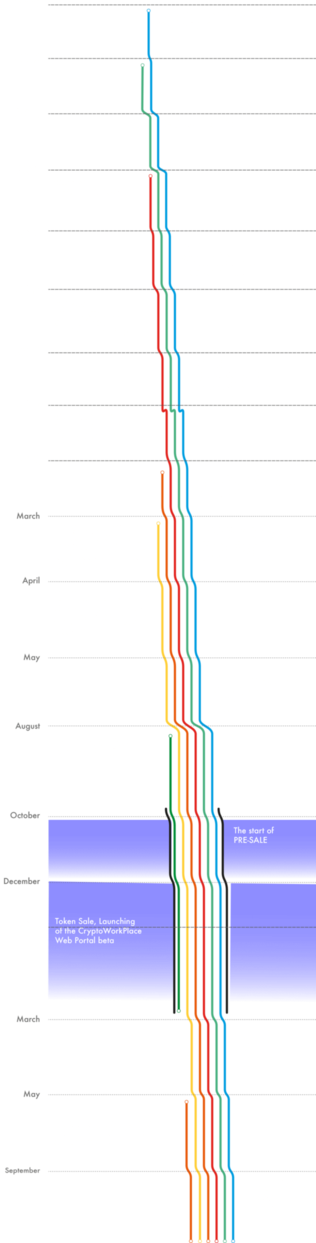 March
April
May
August
October
The start of
PRE-SALE
December
Token Sale, Launching
of the CryptoWorkPlace
Web Portal beta
March
May
September